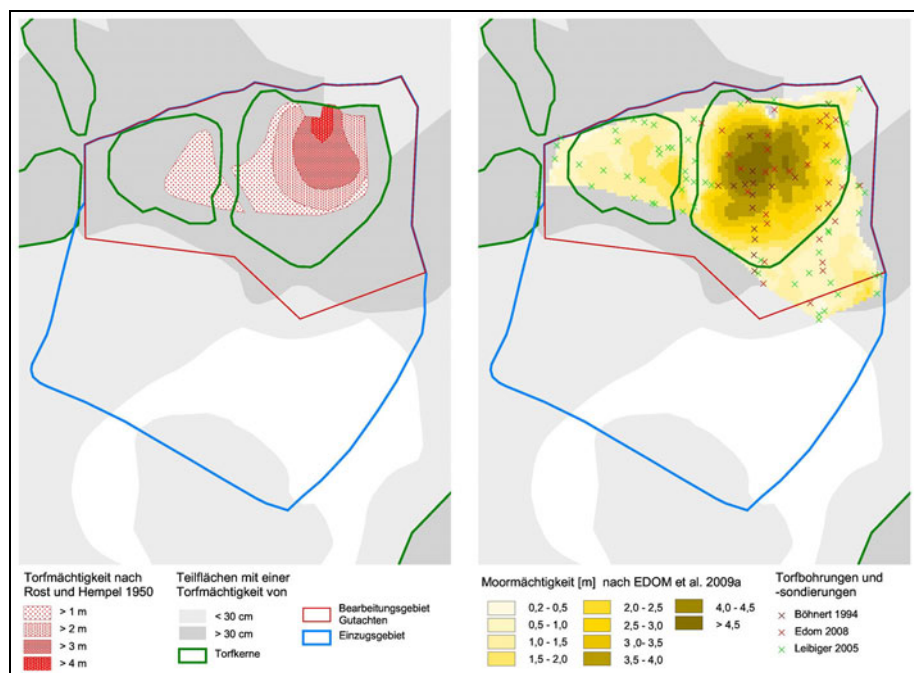 Torfmächtigkeit nach
Rost und Hempel 1950
> 1 m
> 2 m
> 3 m
> 4 m
Teilflächen mit einer
Torfmächtigkeit von
< 30 cm
> 30 cm
Torfkerne
Bearbeitungsgebiet
Gutachten
Einzugsgebiet
Moormächtigkeit [m] nach EDOM et al. 2009a
0,2 - 0,5
0,5 - 1,0
1,0 - 1,5
1,5 - 2,0
2,0 - 2,5
2,5 - 3,0
3 ,0- 3,5
3,5 - 4,0
4,0 - 4,5
> 4,5
Torfbohrungen und
-sondierungen
Böhnert 1994
Edom 2008
Leibiger 2005